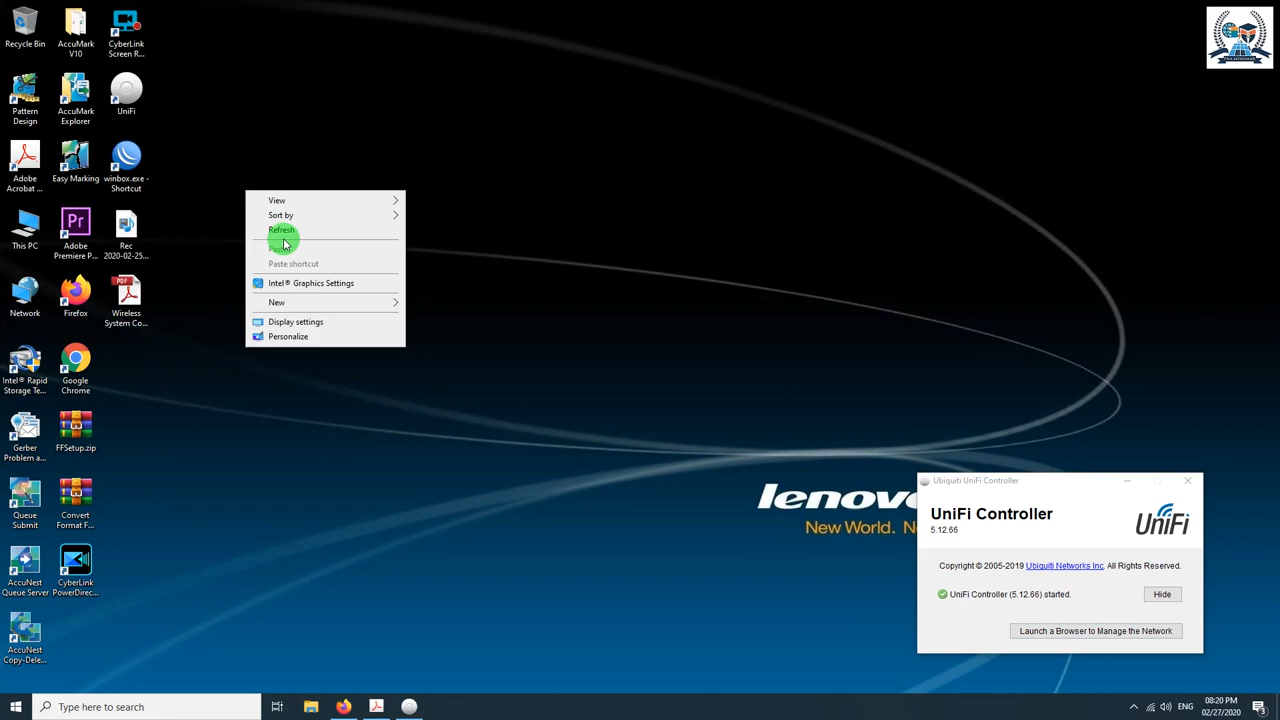 Recycle Bin
AccuMark
V10
CyberLink
Screen R...
Pattern
Design
AccuMark
Explorer
UniFi
Adobe
Acrobat ...
Easy Marking
winbox.exe -
Shortcut
This PC
Adobe
Premiere P...
Rec
2020-02-25...
Network
Firefox
Wireless
System Co...
Intel® Rapid
Storage Te...
Google
Chrome
Gerber
Problem a...
FFSetup.zip
Queue
Submit
Convert
Format F...
AccuNest
Queue Server
CyberLink
PowerDirec...
AccuNest
Copy-Dele...
View
Sort by
Refresh
Paste shortcut
Intel® Graphics Settings
New
Display settings
Personalize
lenovo
New World.
Ubiquiti UniFi Controller
UniFi Controller
5.12.66
UniFi
Copyright © 2005-2019 Ubiquiti Networks Inc. All Rights Reserved.
UniFi Controller (5.12.66) started.
Hide
Launch a Browser to Manage the Network
Type here to search
ENG
08:20 PM
02/27/2020
3